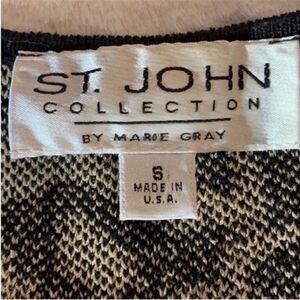 ST. JOHN
COLLECTION
BY MARIE GRAY
S
MADE IN
U.S.A.